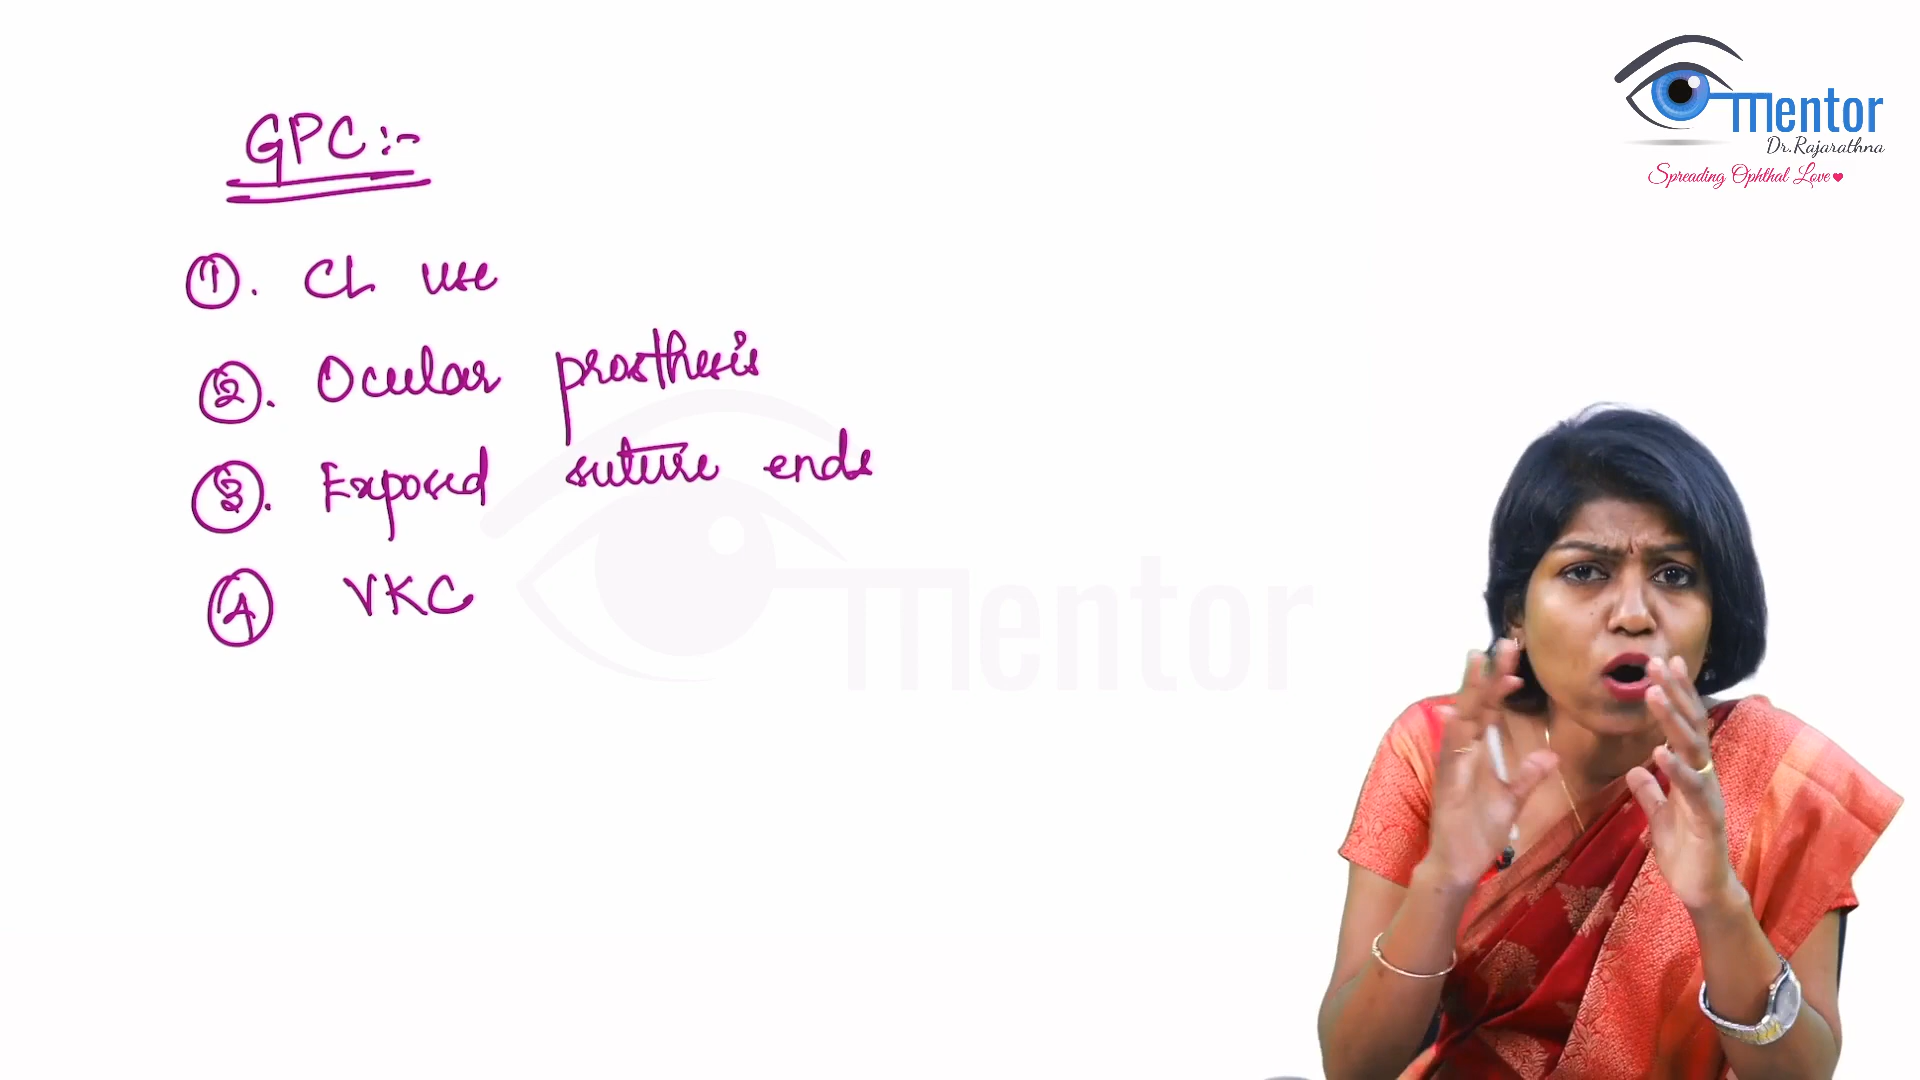 GPC:-
1. CL use
2. Ocular prosthesis
3. Exposed suture ends
4 VKC
mentor
Dr.Rajarathna
Spreading Ophthal Love
mentor